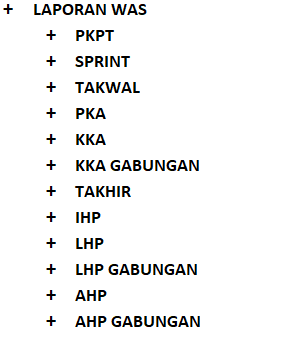 + LAPORAN WAS
+ PKPT
+ SPRINT
+ TAKWAL
+ PKA
+ KKA
+ KKA GABUNGAN
+ TAKHIR
+ IHP
+ LHP
+ LHP GABUNGAN
+ AHP
+ AHP GABUNGAN